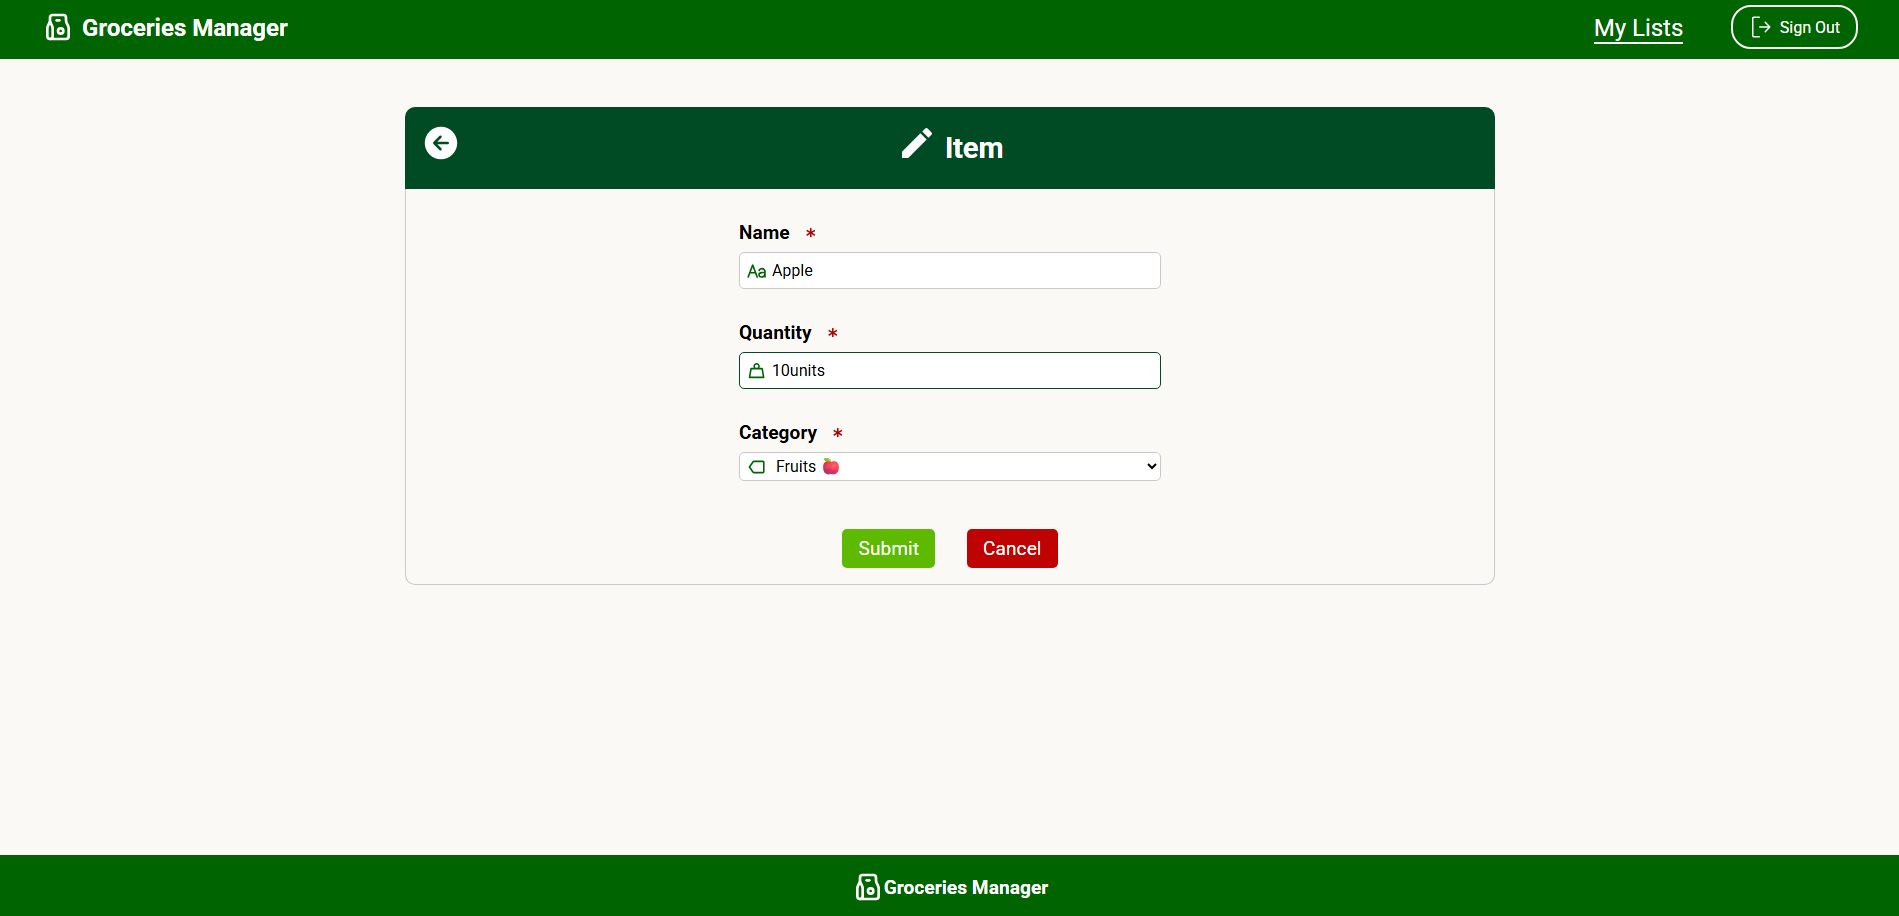 Groceries Manager
My Lists
Sign Out
Item
Name *
Aa Apple
Quantity *
10units
Category *
Fruits 🍎
Submit
Cancel
Groceries Manager